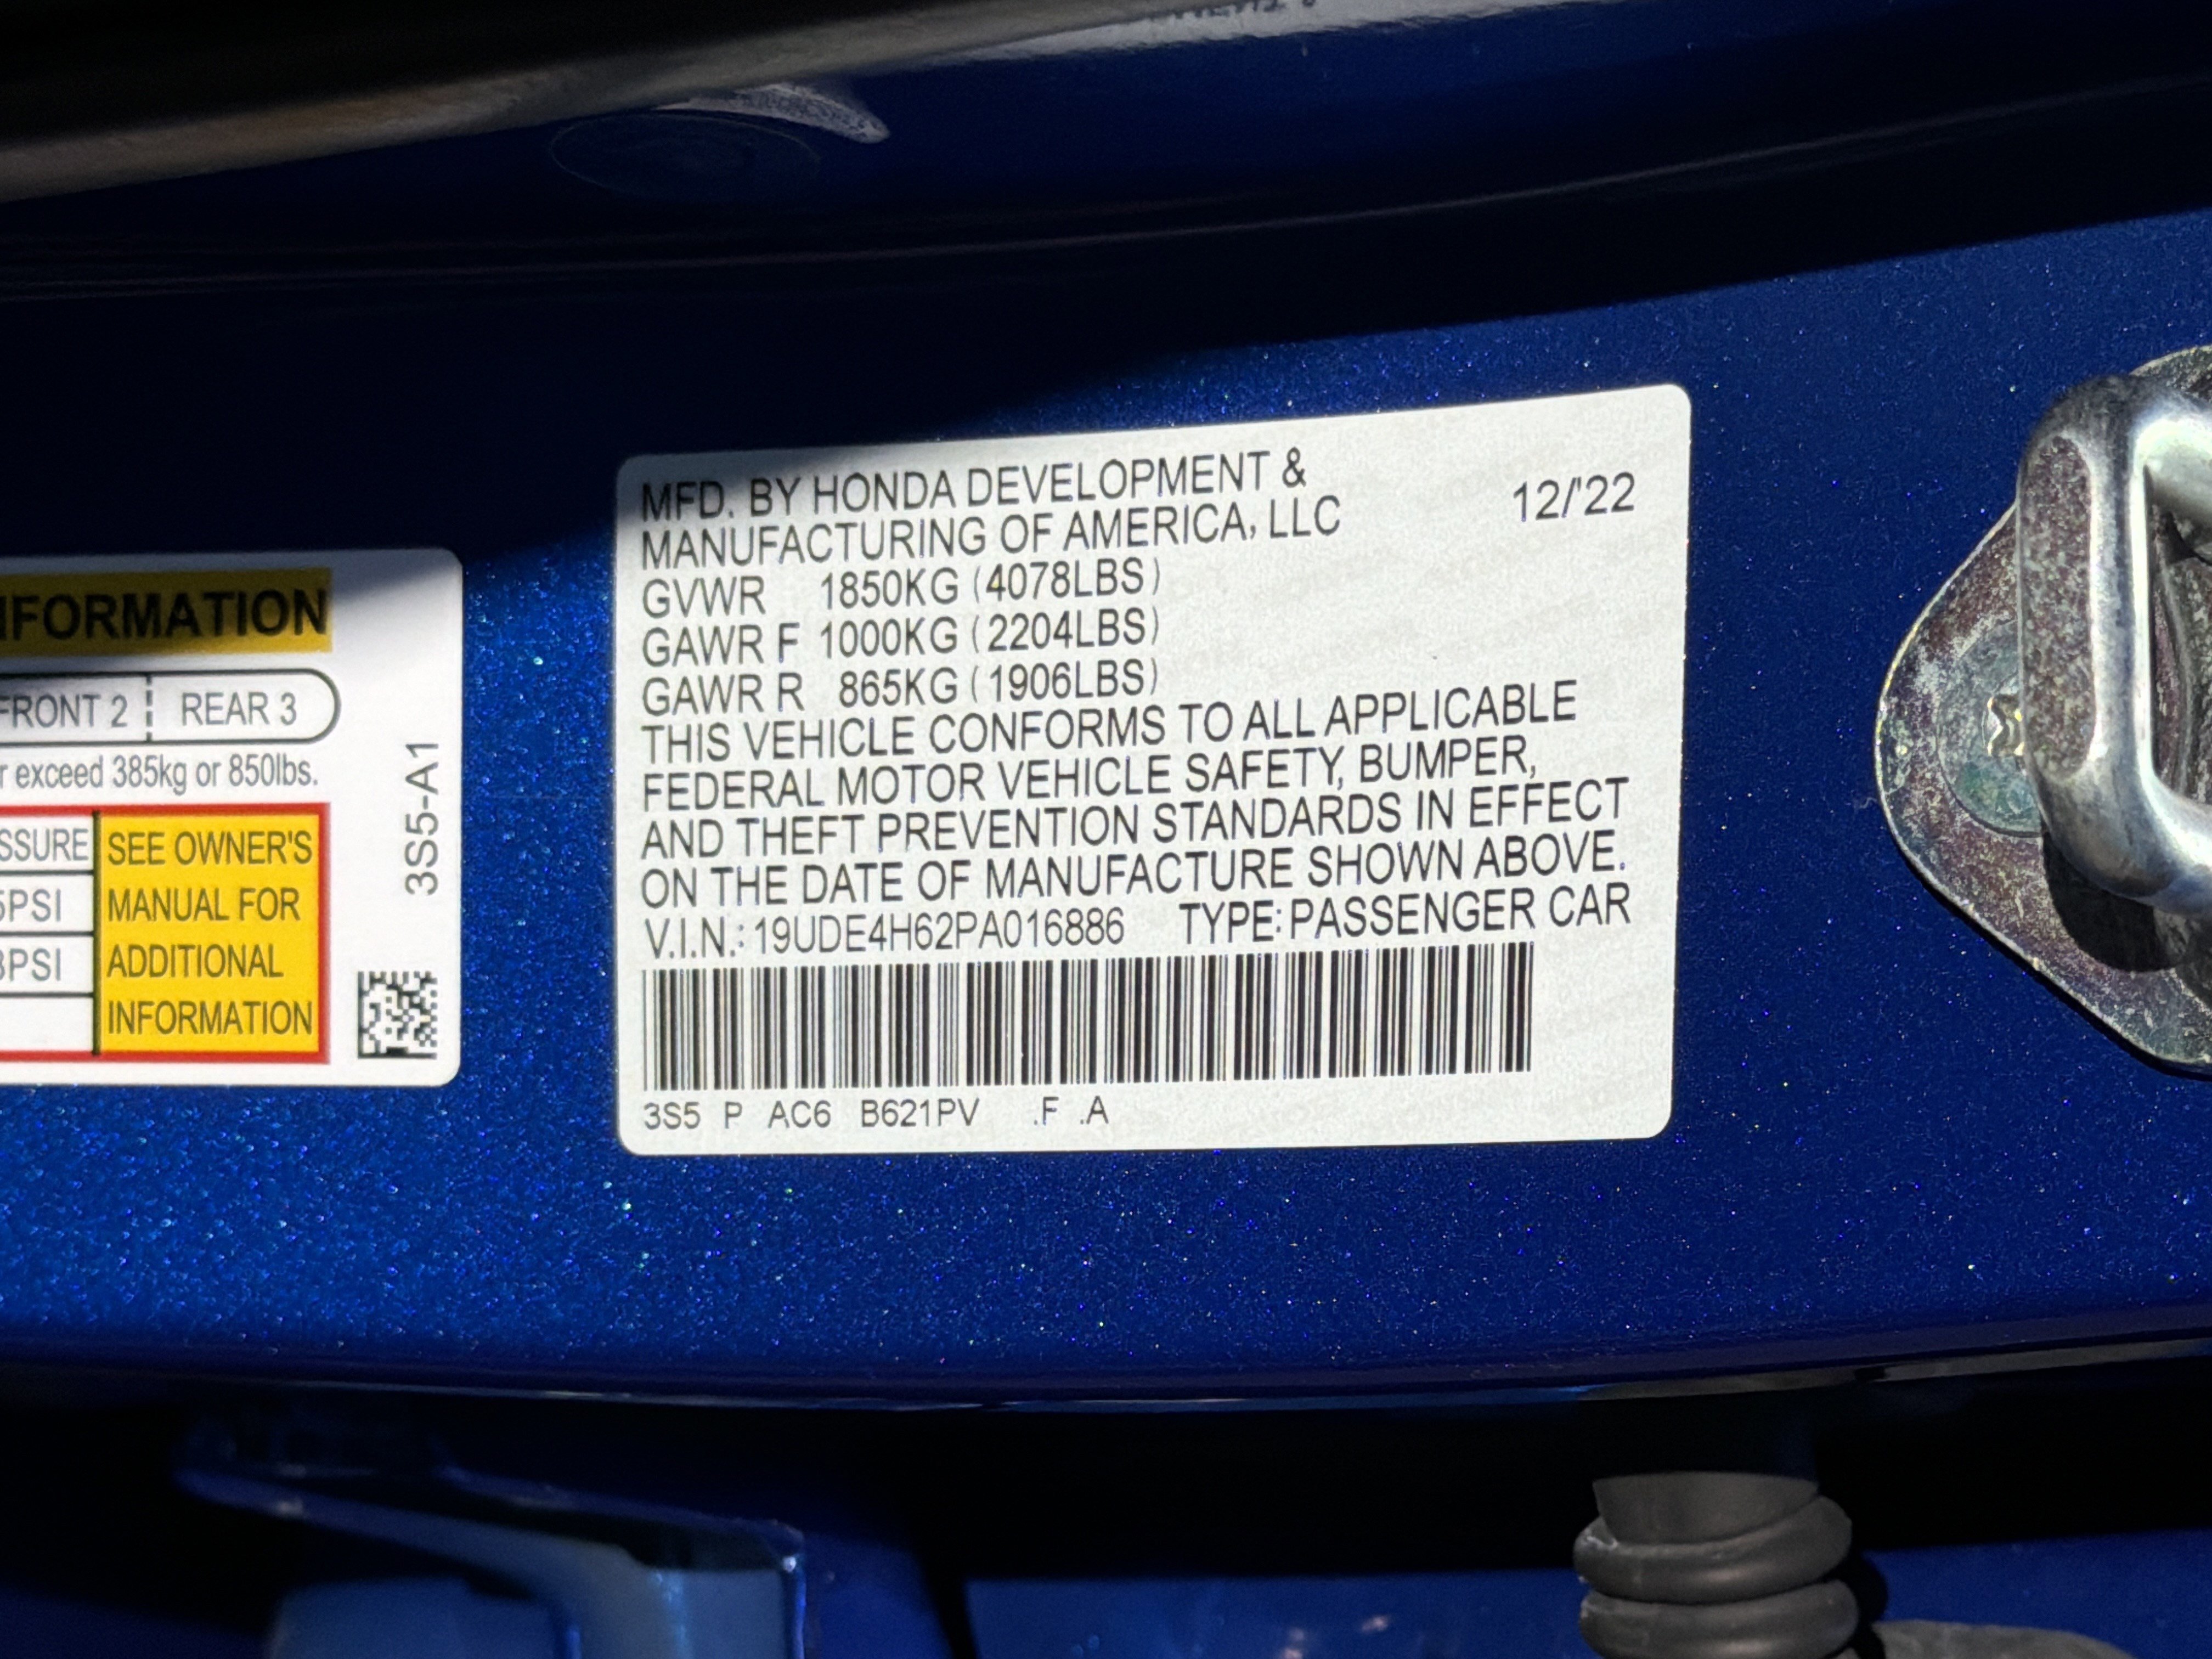 NFORMATION
FRONT 2 REAR 3
r exceed 385kg or 850lbs.
SSURE
5PSI
3PSI
SEE OWNER'S
MANUAL FOR
ADDITIONAL
INFORMATION
3S5-A1
MFD. BY HONDA DEVELOPMENT &
MANUFACTURING OF AMERICA, LLC 12/'22
GVWR 1850KG (4078LBS)
GAWR F 1000KG (2204LBS)
GAWR R 865KG (1906LBS)
THIS VEHICLE CONFORMS TO ALL APPLICABLE
FEDERAL MOTOR VEHICLE SAFETY, BUMPER,
AND THEFT PREVENTION STANDARDS IN EFFECT
ON THE DATE OF MANUFACTURE SHOWN ABOVE.
V.I.N.: 19UDE4H62PA016886 TYPE: PASSENGER CAR
3S5 P AC6 B621PV .F .A